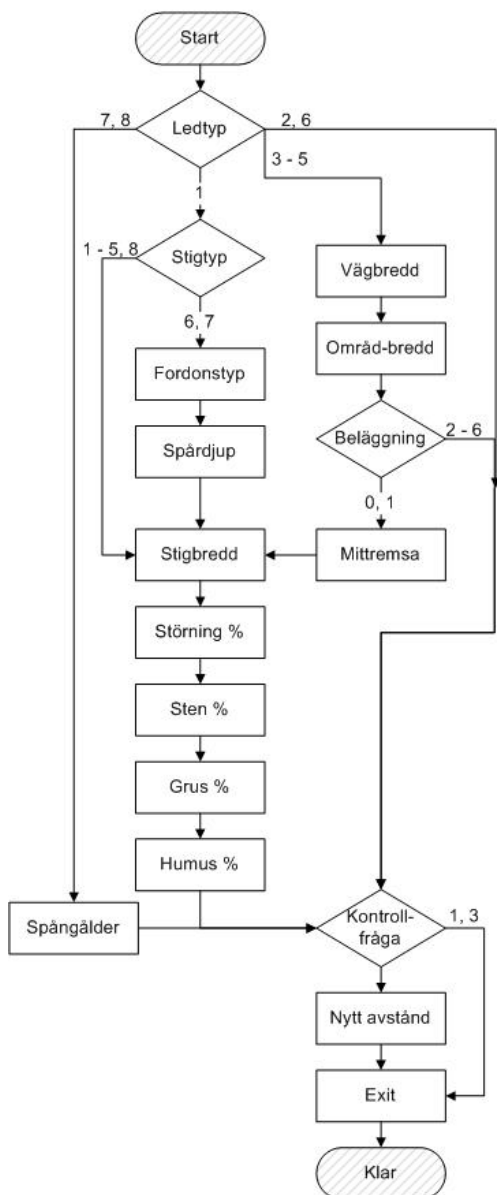 Start
7, 8
Ledtyp
2, 6
3 - 5
1
1 - 5, 8
Stigtyp
Vägbredd
6, 7
Områd-bredd
Fordonstyp
Beläggning
2 - 6
Spårdjup
0, 1
Stigbredd
Mittremsa
Störning %
Sten %
Grus %
Humus %
Spångålder
Kontroll-
fråga
1, 3
Nytt avstånd
Exit
Klar